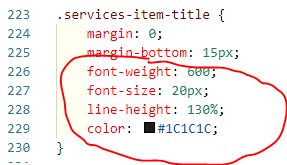 223 .services-item-title {
224 margin: 0;
225 margin-bottom: 15px;
226 font-weight: 600;
227 font-size: 20px;
228 line-height: 130%;
229 color: #1C1C1C;
230 }